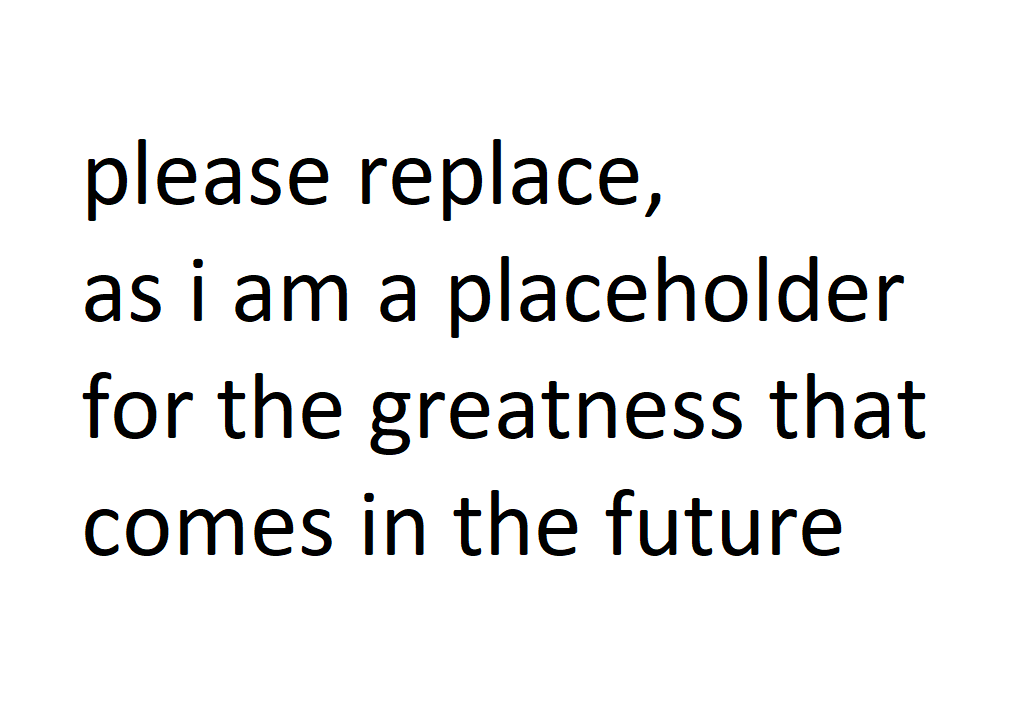 please replace,
as i am a placeholder
for the greatness that
comes in the future